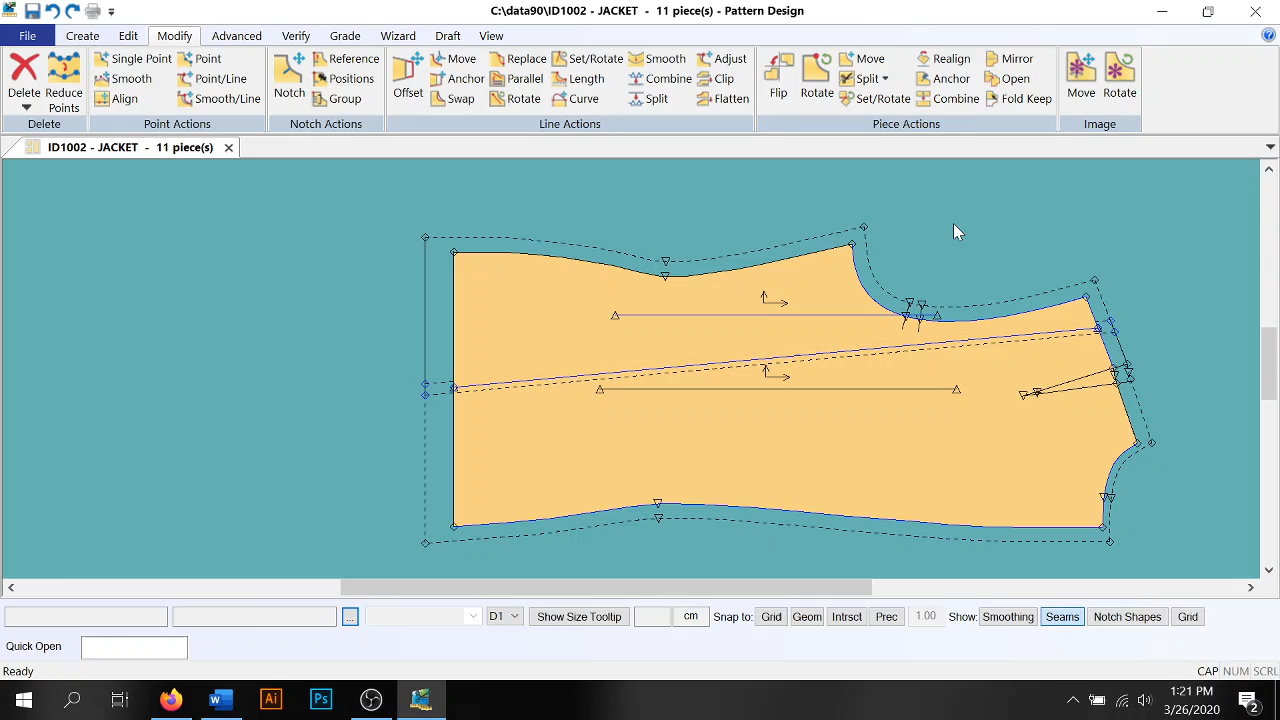 C:\data90\ID1002 - JACKET - 11 piece(s) - Pattern Design
File Create Edit Modify Advanced Verify Grade Wizard Draft View
Single Point Point Reference Move Replace Set/Rotate Smooth Adjust Move Realign Mirror
Smooth Point/Line Positions Anchor Parallel Length Combine Clip Split Anchor Open
Delete Reduce Points Notch Offset Flip Rotate Move Rotate
Align Smooth/Line Group Swap Rotate Curve Split Flatten Set/Rotate Combine Fold Keep
Delete Point Actions Notch Actions Line Actions Piece Actions Image
ID1002 - JACKET - 11 piece(s)
... D1 Show Size Tooltip cm Snap to: Grid Geom Intrsct Prec 1.00 Show: Smoothing Seams Notch Shapes Grid
Quick Open
Ready CAP NUM SCRL
W Ai Ps 1:21 PM
3/26/2020 2